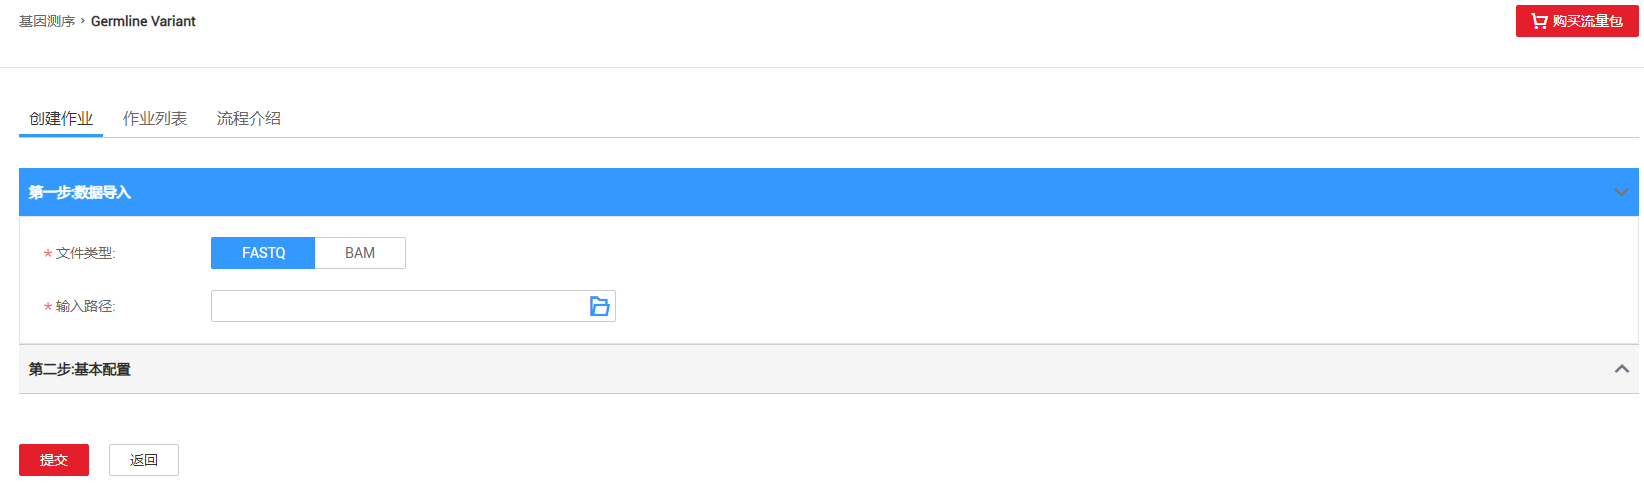 基因测序 › Germline Variant
购买流量包
创建作业 作业列表 流程介绍
第一步:数据导入
* 文件类型: FASTQ BAM
* 输入路径:
第二步:基本配置
提交 返回